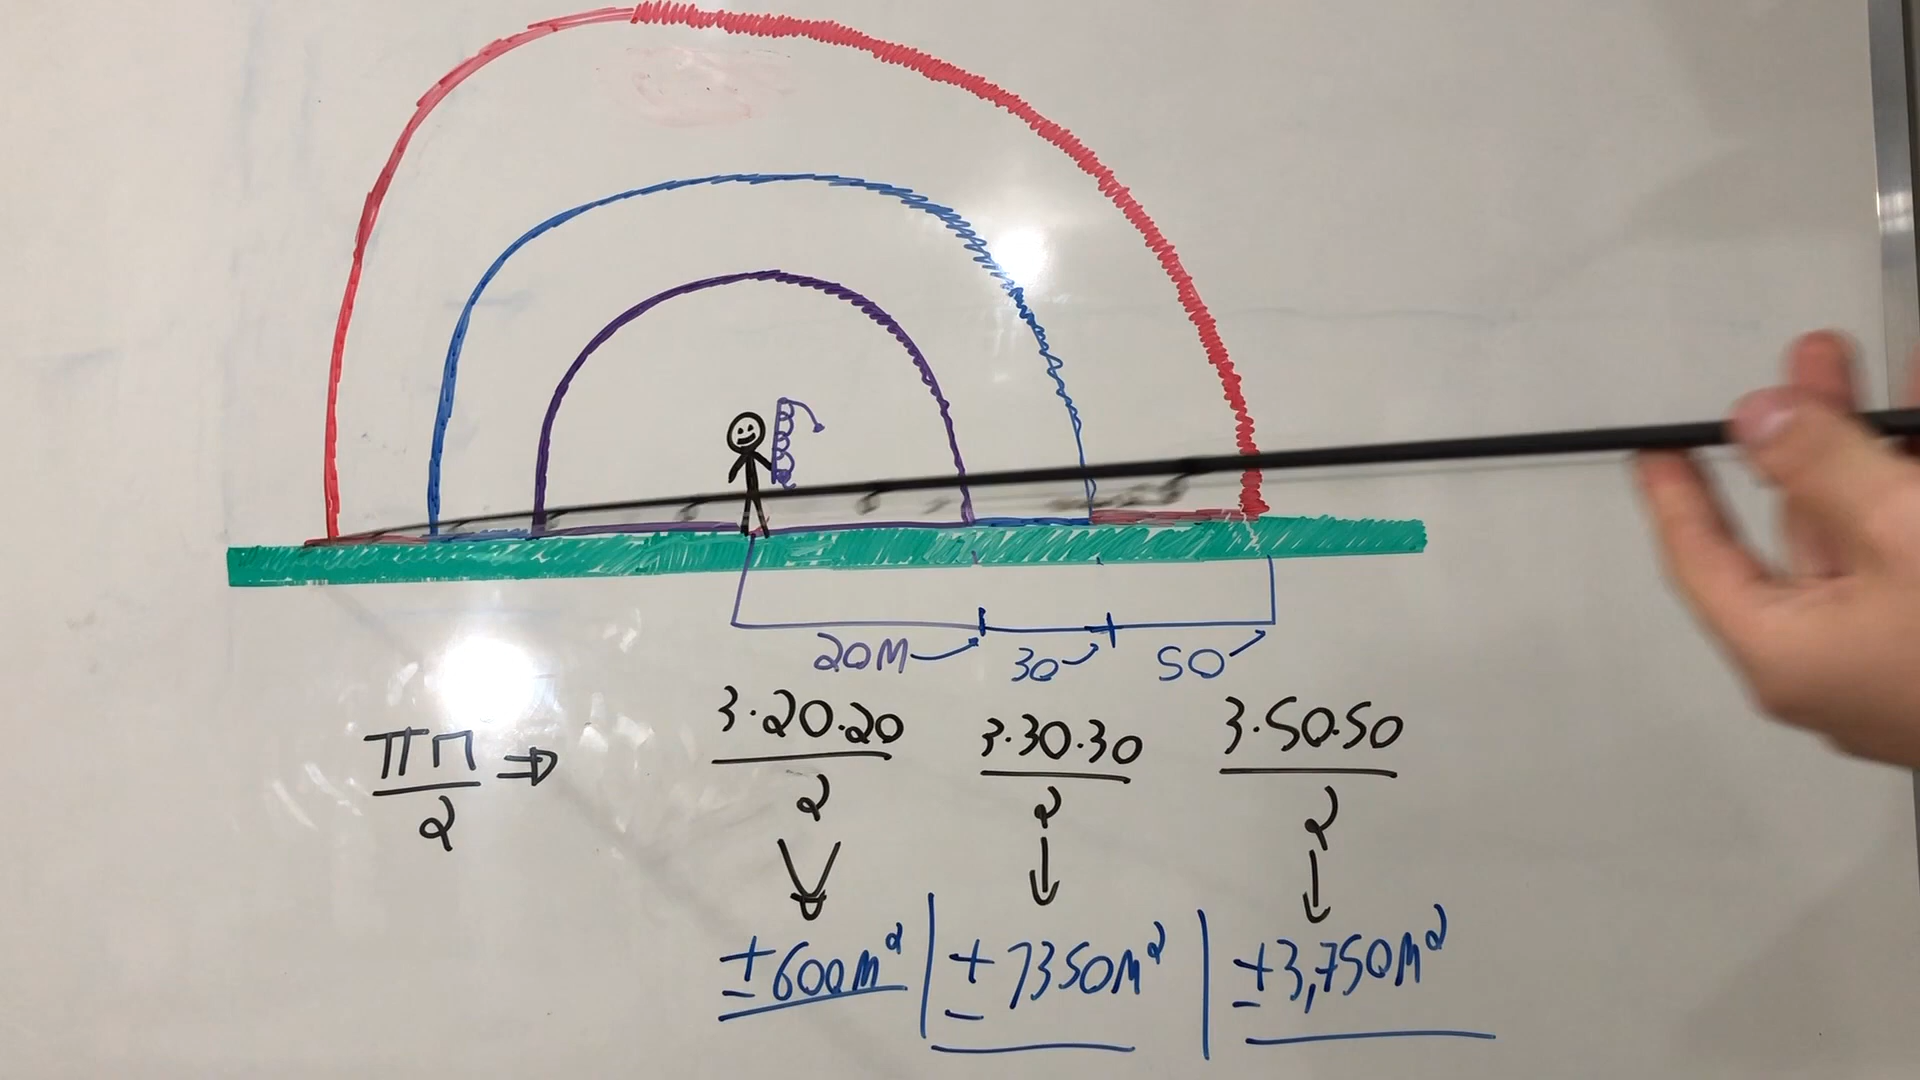 20M 30 50
πr/2 ⇒ 3·20·20/2 3·30·30/2 3·50·50/2
±600m² | ±1350m² | ±3,750m²